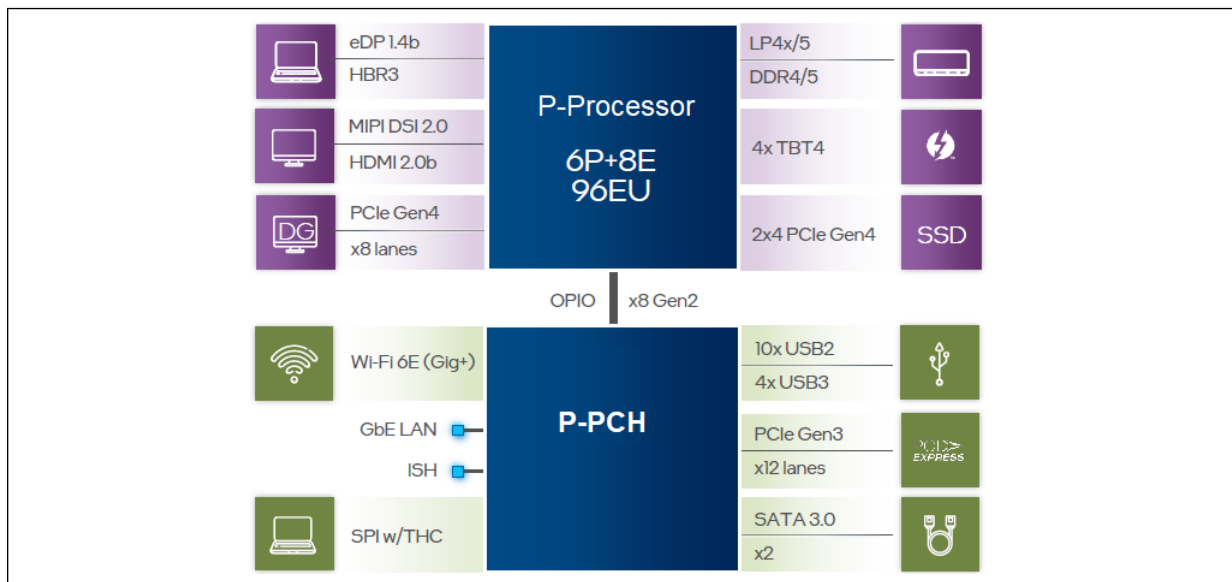 eDP 1.4b
HBR3
MIPI DSI 2.0
HDMI 2.0b
DG
PCIe Gen4
x8 lanes
P-Processor
6P+8E
96EU
LP4x/5
DDR4/5
4x TBT4
2x4 PCIe Gen4
SSD
OPIO
x8 Gen2
Wi-Fi 6E (Gig+)
GbE LAN
ISH
SPI w/THC
P-PCH
10x USB2
4x USB3
PCIe Gen3
x12 lanes
PCI
EXPRESS
SATA 3.0
x2